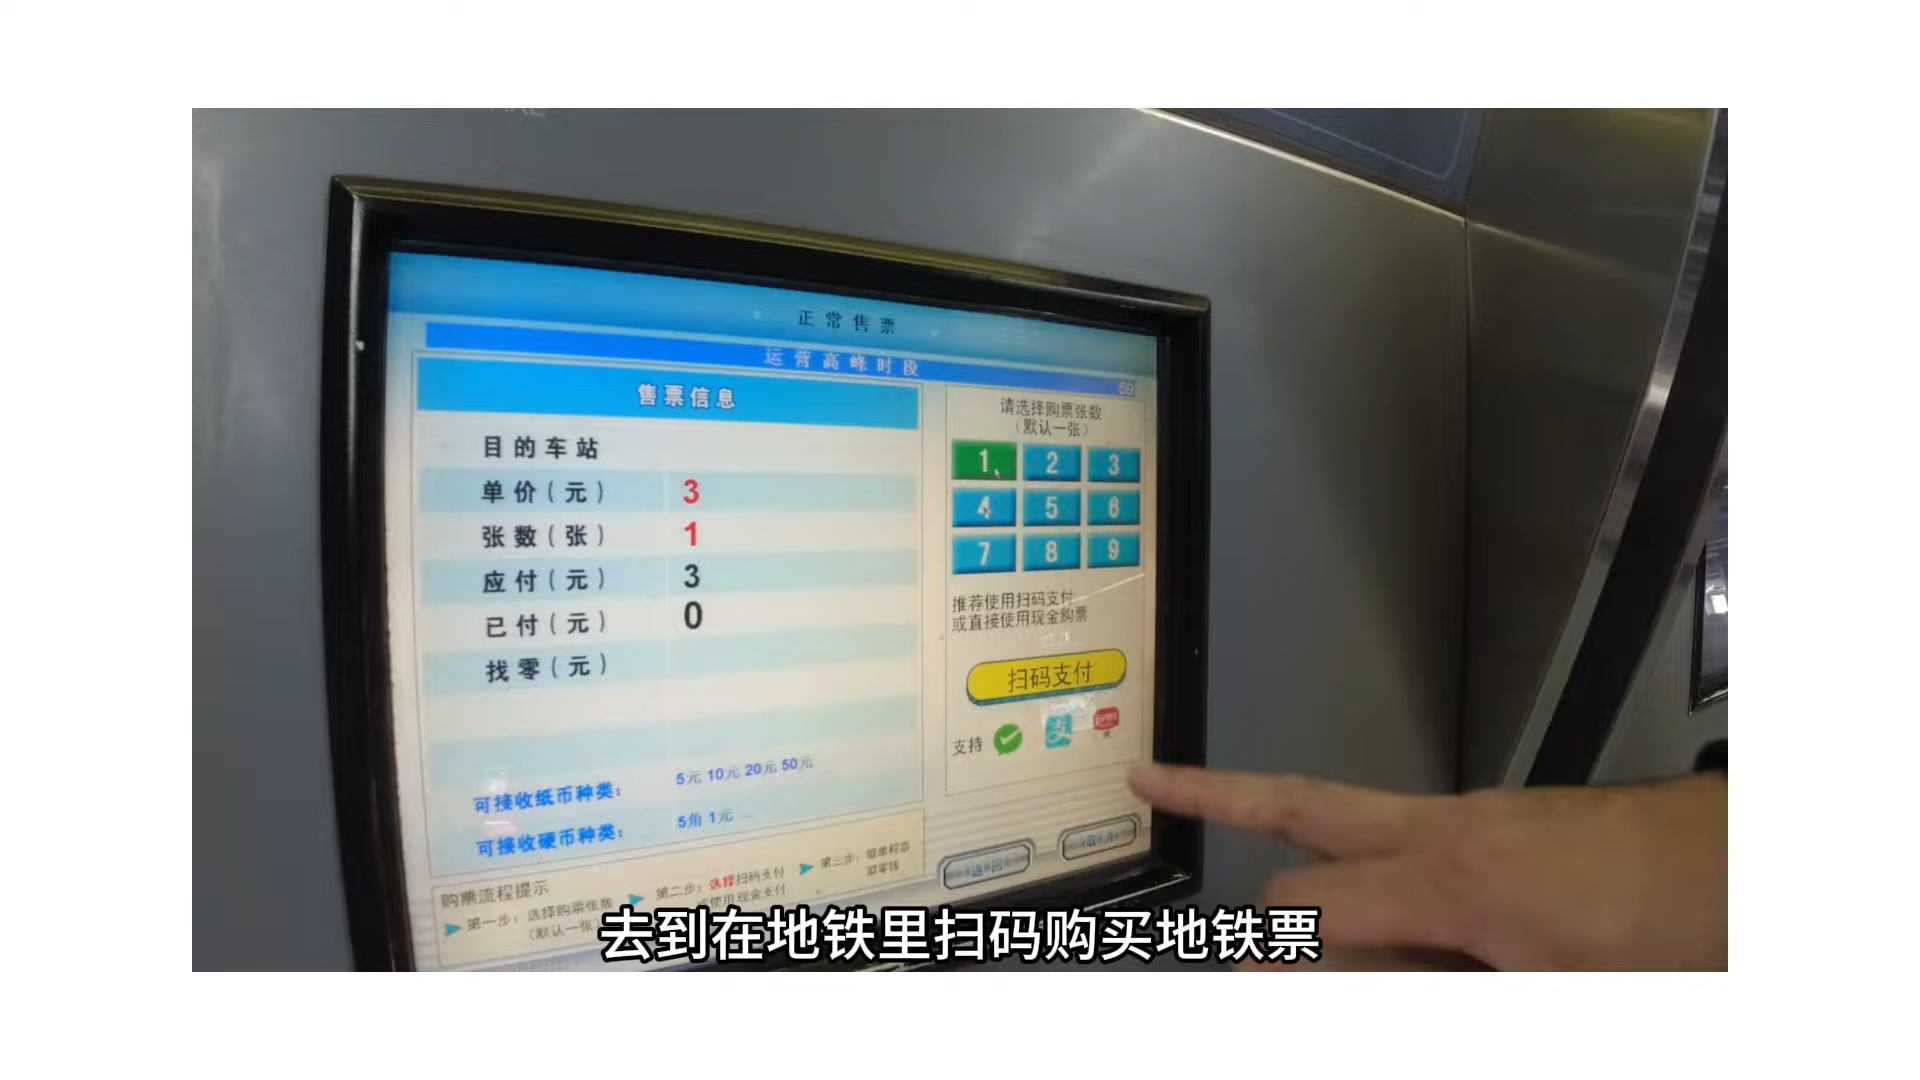 正常售票
运营高峰时段
69
售票信息
目的车站
单价(元) 3
张数(张) 1
应付(元) 3
已付(元) 0
找零(元)
可接收纸币种类: 5元 10元 20元 50元
可接收硬币种类: 5角 1元
请选择购票张数
(默认一张)
1 2 3
4 5 6
7 8 9
推荐使用扫码支付
或直接使用现金购票
扫码支付
支持
支
返回
取消
购票流程提示
第一步: 选择购票张数
(默认一张)
第二步: 选择扫码支付
或使用现金支付
第三步: 取单程票
取零钱
去到在地铁里扫码购买地铁票